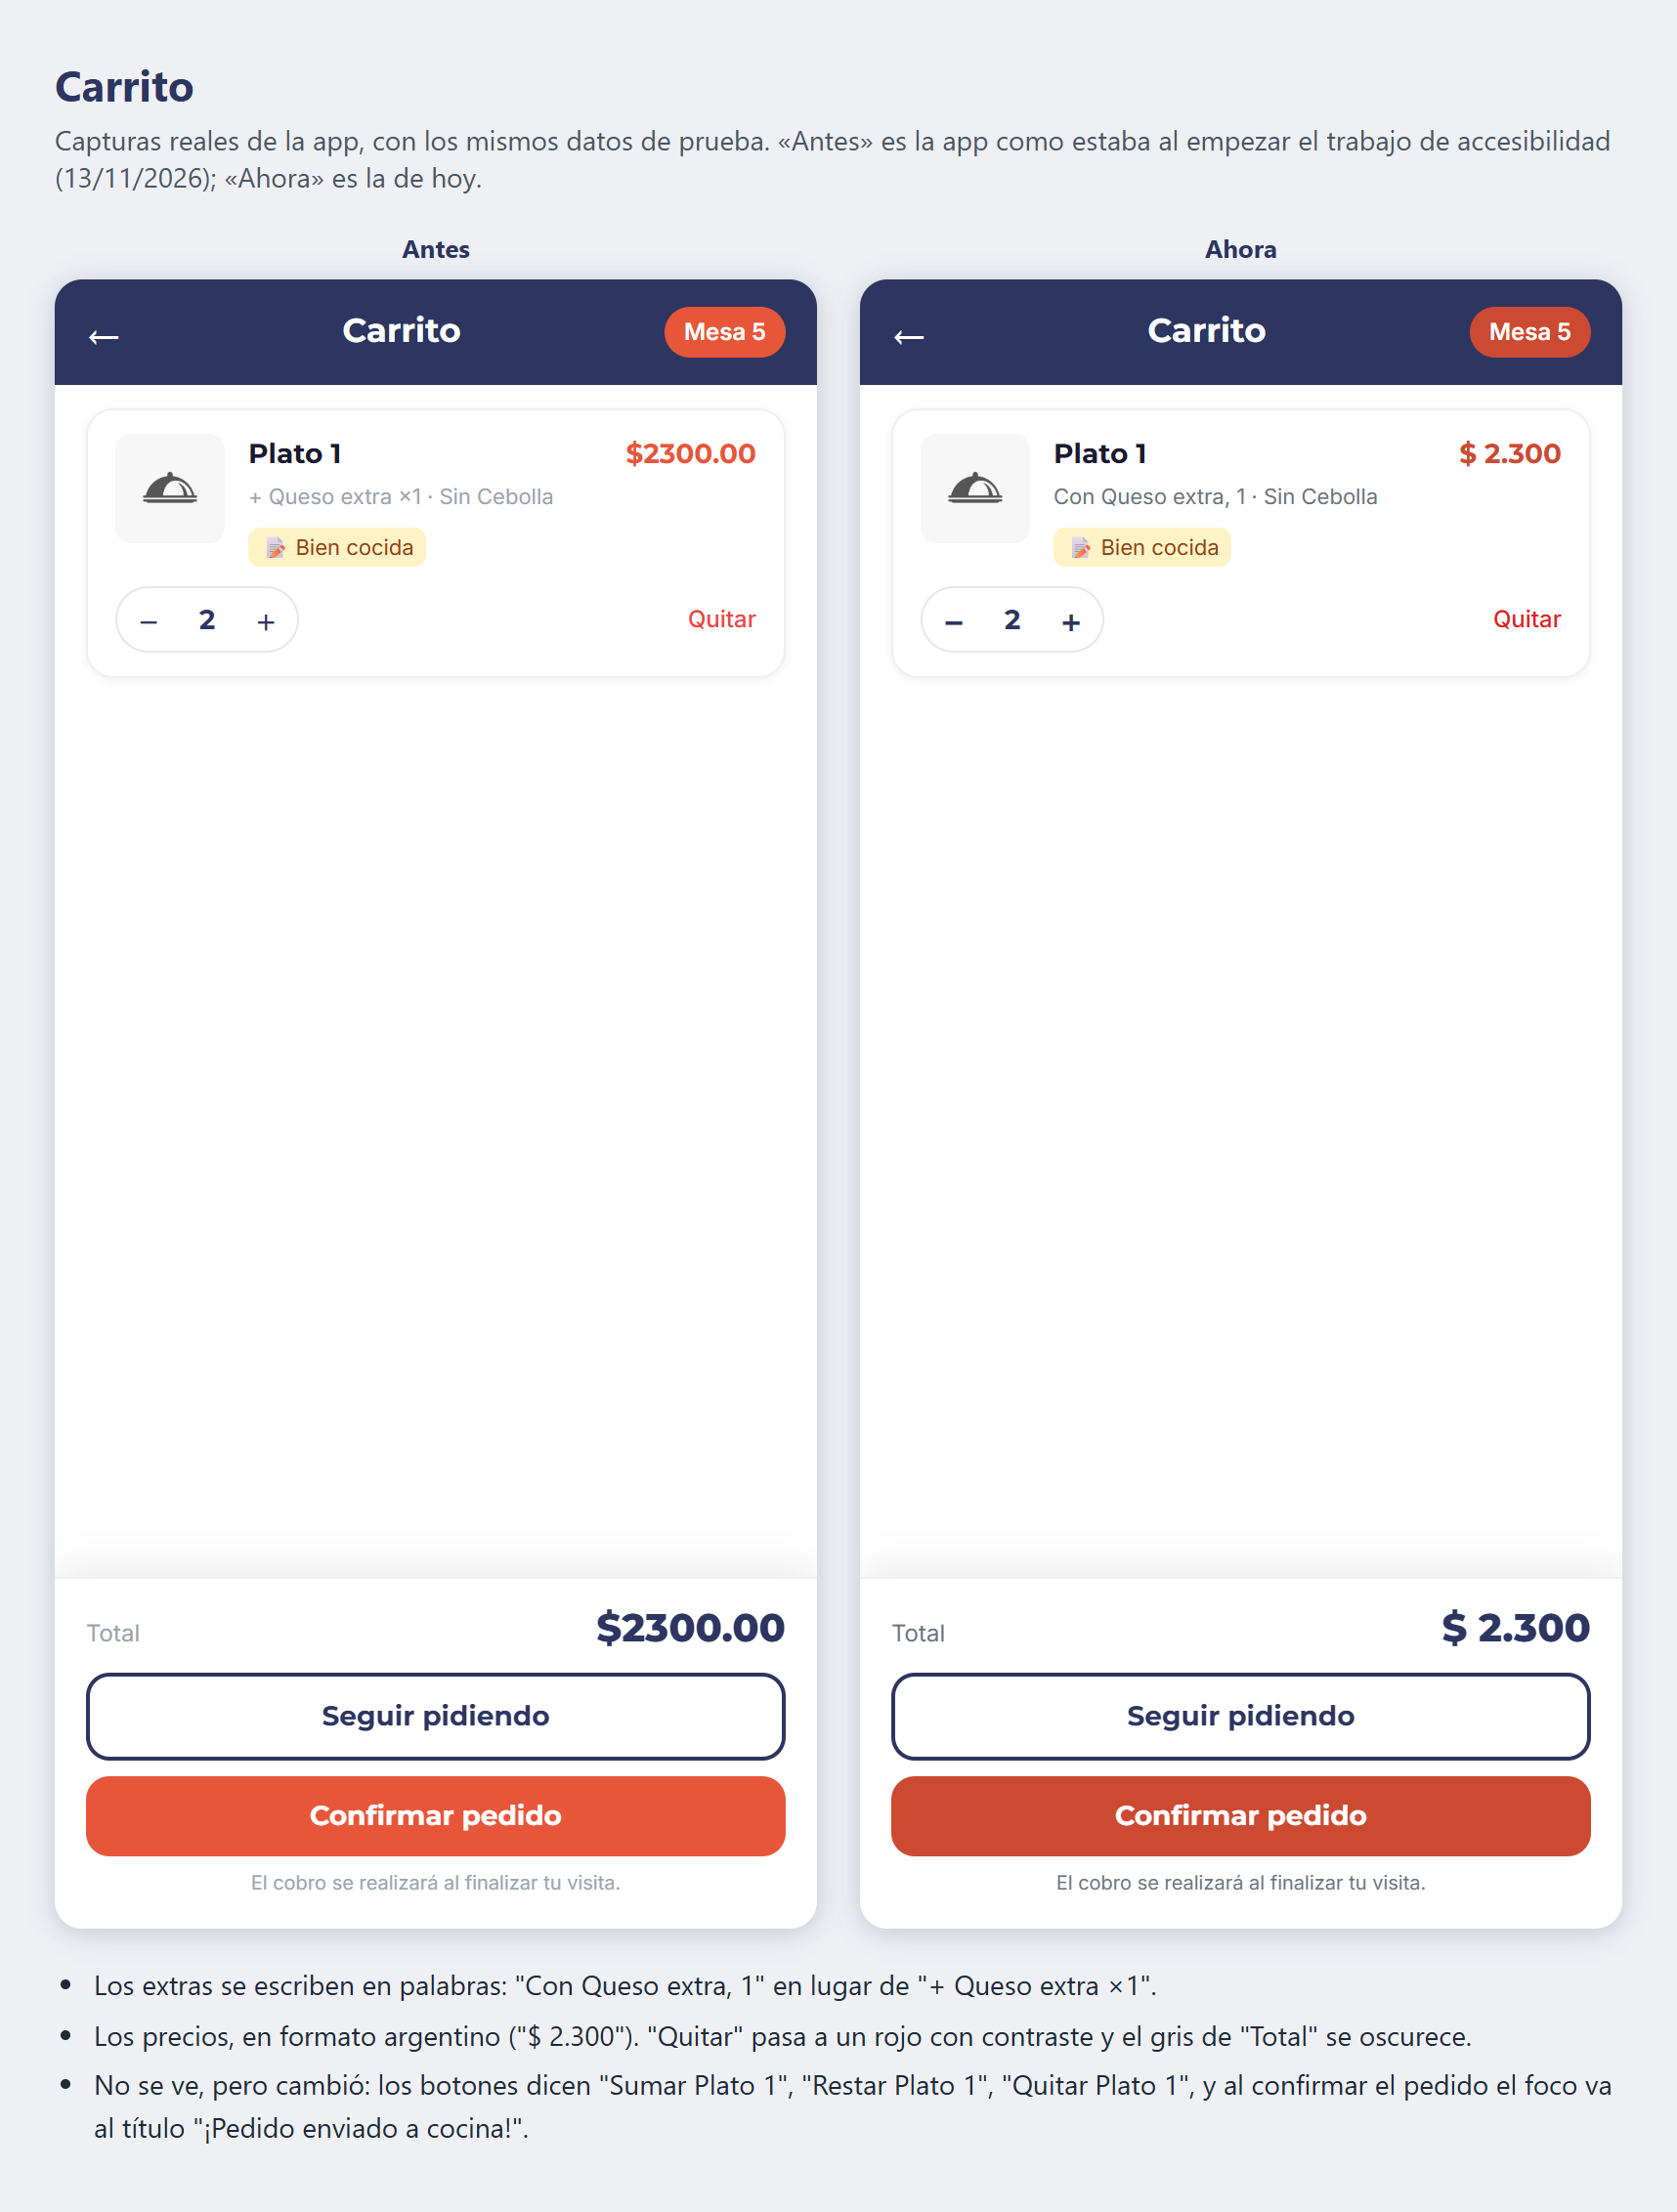 Carrito
Capturas reales de la app, con los mismos datos de prueba. «Antes» es la app como estaba al empezar el trabajo de accesibilidad
(13/11/2026); «Ahora» es la de hoy.
Antes
← Carrito Mesa 5
Plato 1 $2300.00
+ Queso extra ×1 · Sin Cebolla
📝 Bien cocida
− 2 + Quitar
Total $2300.00
Seguir pidiendo
Confirmar pedido
El cobro se realizará al finalizar tu visita.
Ahora
← Carrito Mesa 5
Plato 1 $ 2.300
Con Queso extra, 1 · Sin Cebolla
📝 Bien cocida
− 2 + Quitar
Total $ 2.300
Seguir pidiendo
Confirmar pedido
El cobro se realizará al finalizar tu visita.
• Los extras se escriben en palabras: "Con Queso extra, 1" en lugar de "+ Queso extra ×1".
• Los precios, en formato argentino ("$ 2.300"). "Quitar" pasa a un rojo con contraste y el gris de "Total" se oscurece.
• No se ve, pero cambió: los botones dicen "Sumar Plato 1", "Restar Plato 1", "Quitar Plato 1", y al confirmar el pedido el foco va
al título "¡Pedido enviado a cocina!".